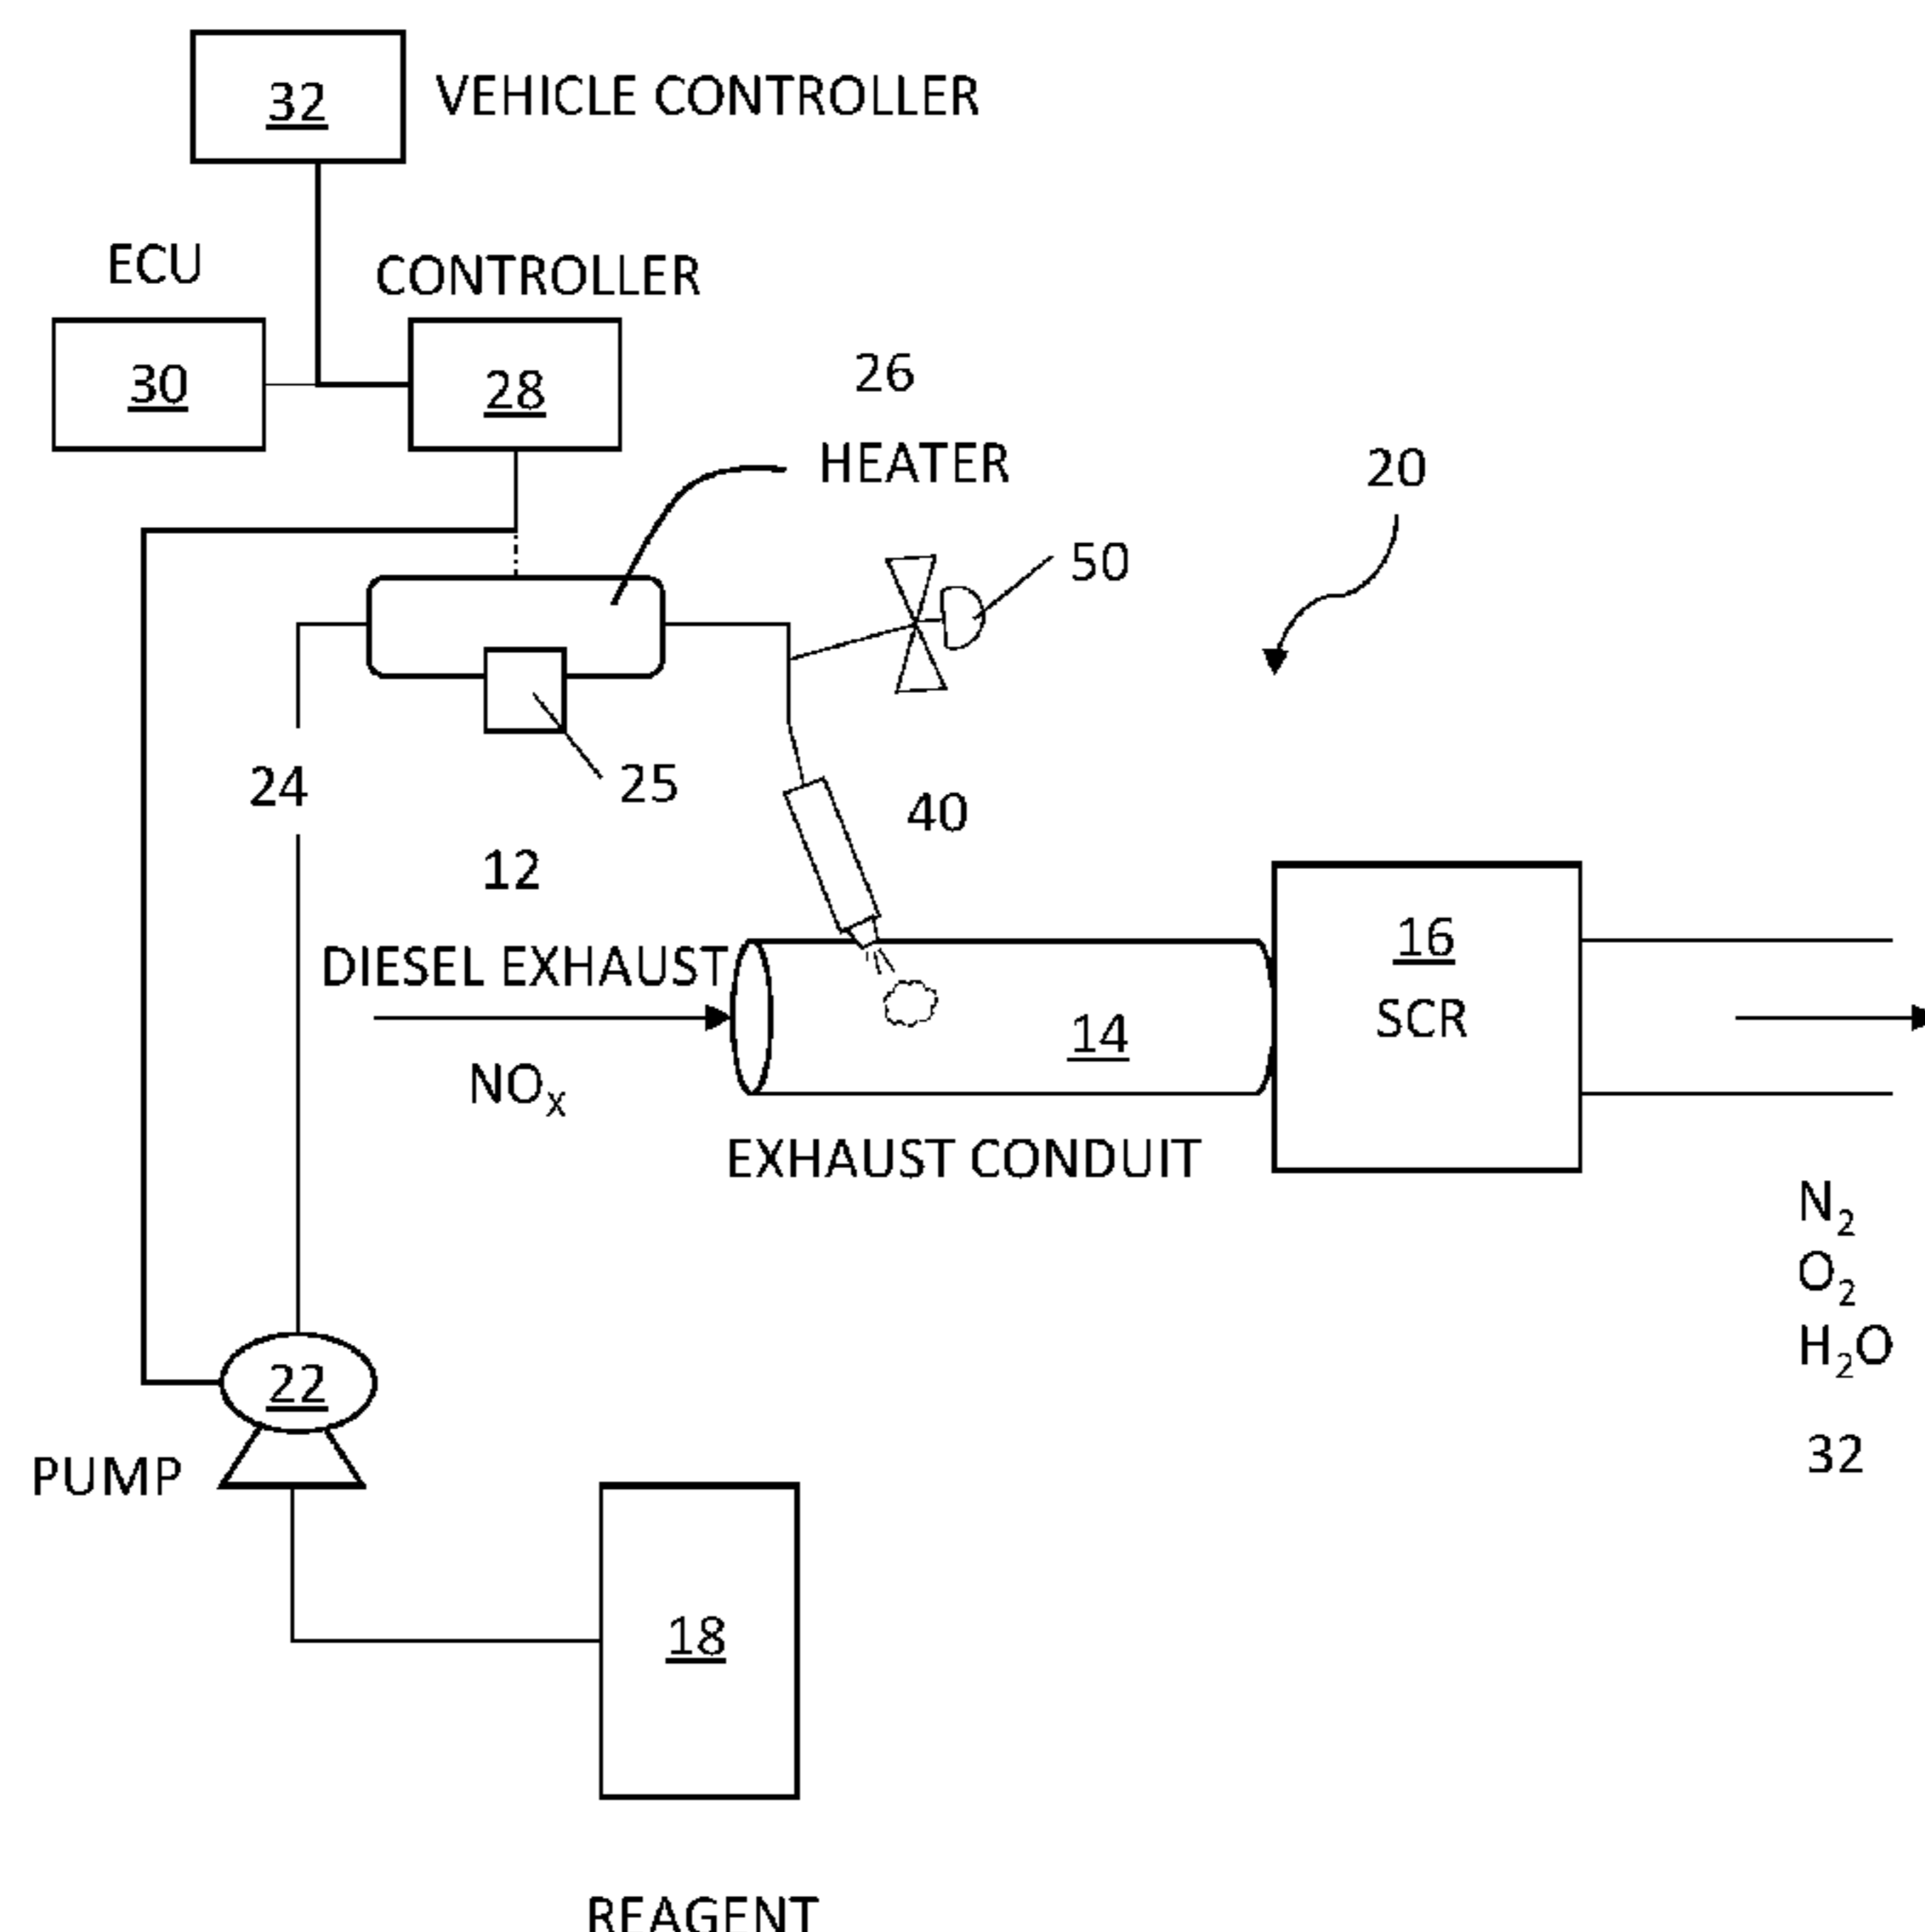 32
VEHICLE CONTROLLER
ECU
CONTROLLER
30
28
26
HEATER
20
50
24
25
40
12
DIESEL EXHAUST
16
SCR
14
NOX
EXHAUST CONDUIT
N2
O2
H2O
22
32
PUMP
18
REAGENT